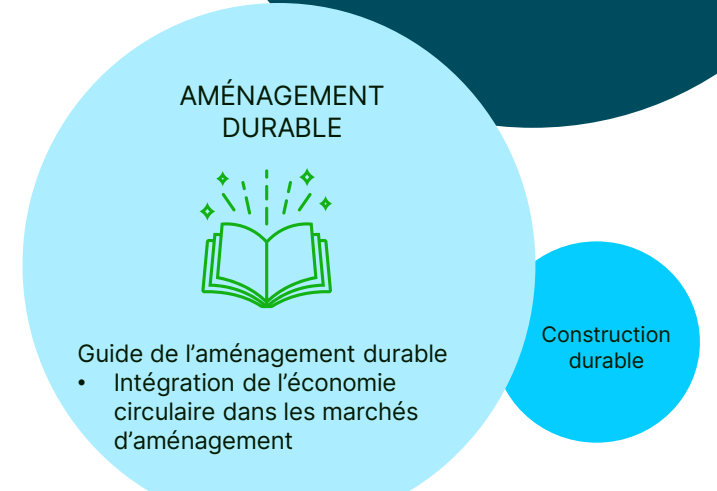 AMÉNAGEMENT
DURABLE
Guide de l’aménagement durable
• Intégration de l’économie
circulaire dans les marchés
d’aménagement
Construction
durable